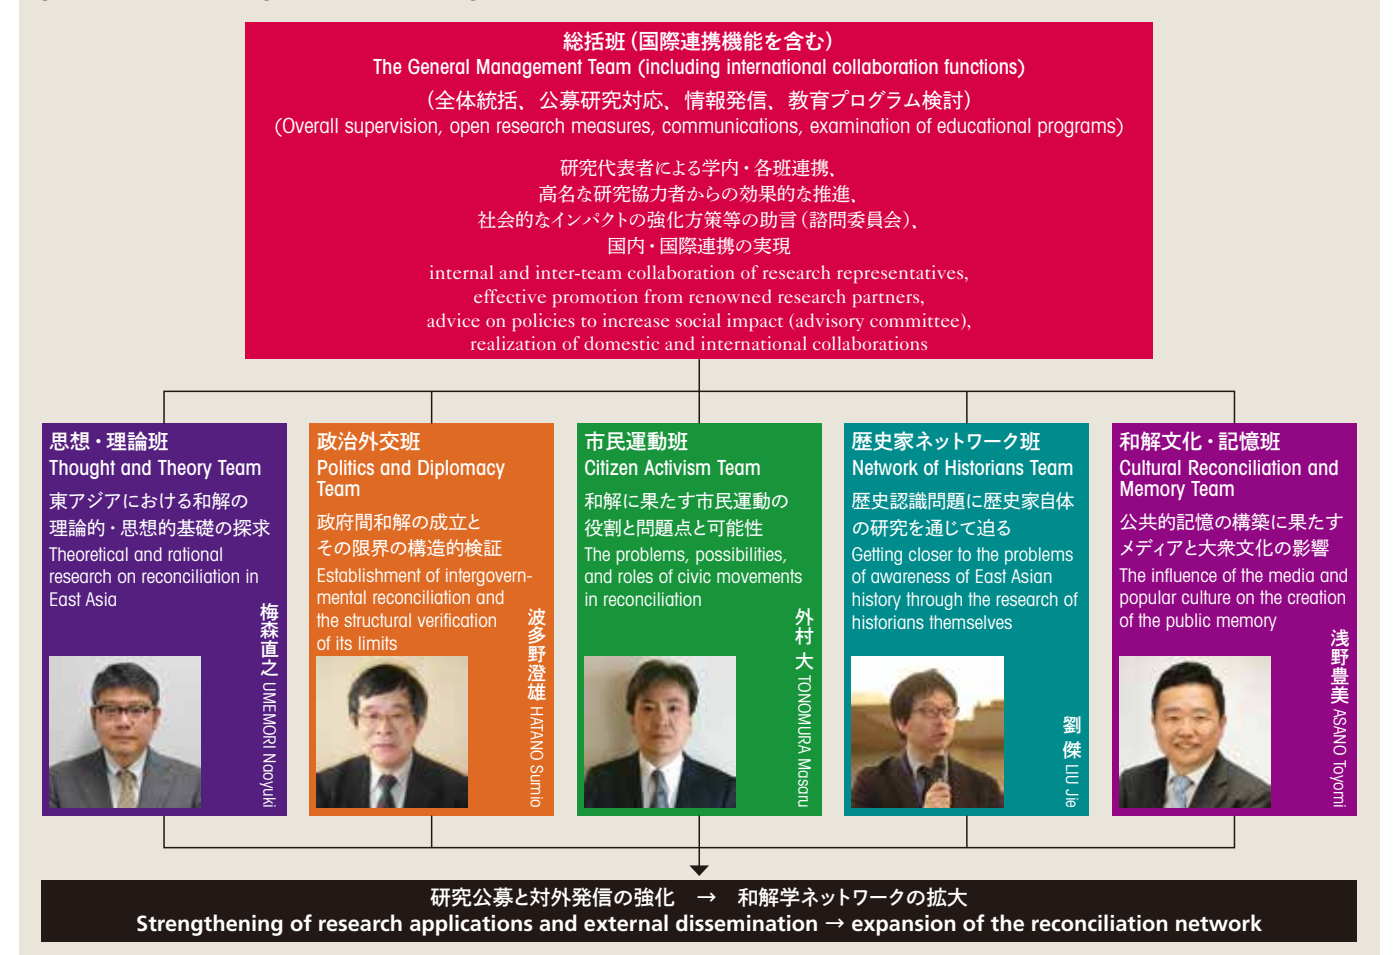 総括班（国際連携機能を含む）
The General Management Team (including international collaboration functions)
（全体統括、公募研究対応、情報発信、教育プログラム検討）
(Overall supervision, open research measures, communications, examination of educational programs)
研究代表者による学内・各班連携、
高名な研究協力者からの効果的な推進、
社会的なインパクトの強化方策等の助言（諮問委員会）、
国内・国際連携の実現
internal and inter-team collaboration of research representatives,
effective promotion from renowned research partners,
advice on policies to increase social impact (advisory committee),
realization of domestic and international collaborations
思想・理論班
Thought and Theory Team
東アジアにおける和解の
理論的・思想的基礎の探求
Theoretical and rational
research on reconciliation in
East Asia
梅森直之 UMEMORI Naoyuki
政治外交班
Politics and Diplomacy
Team
政府間和解の成立と
その限界の構造的検証
Establishment of intergovern-
mental reconciliation and
the structural verification
of its limits
波多野澄雄 HATANO Sumio
市民運動班
Citizen Activism Team
和解に果たす市民運動の
役割と問題点と可能性
The problems, possibilities,
and roles of civic movements
in reconciliation
外村 大 TONOMURA Masaru
歴史家ネットワーク班
Network of Historians Team
歴史認識問題に歴史家自体
の研究を通じて迫る
Getting closer to the problems
of awareness of East Asian
history through the research of
historians themselves
劉 傑 LIU Jie
和解文化・記憶班
Cultural Reconciliation and
Memory Team
公共的記憶の構築に果たす
メディアと大衆文化の影響
The influence of the media and
popular culture on the creation
of the public memory
浅野豊美 ASANO Toyomi
研究公募と対外発信の強化 → 和解学ネットワークの拡大
Strengthening of research applications and external dissemination → expansion of the reconciliation network